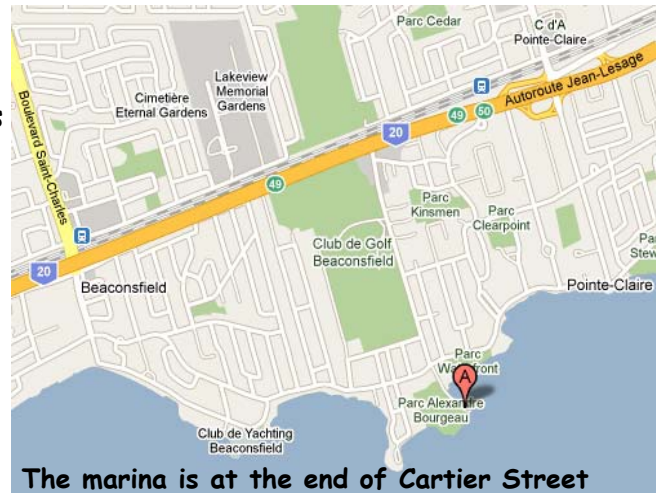 Parc Cedar
C d'A
Pointe-Claire
Lakeview
Memorial
Gardens
Cimetière
Eternal Gardens
Autoroute Jean-Lesage
Boulevard Saint-Charles
s
49
50
20
49
Parc
Kinsmen
Parc
Clearpoint
Club de Golf
Beaconsfield
20
Beaconsfield
Pointe-Claire
Parc
Parc Alexandre
Bourgeau
A
Club de Yachting
Beaconsfield
The marina is at the end of Cartier Street